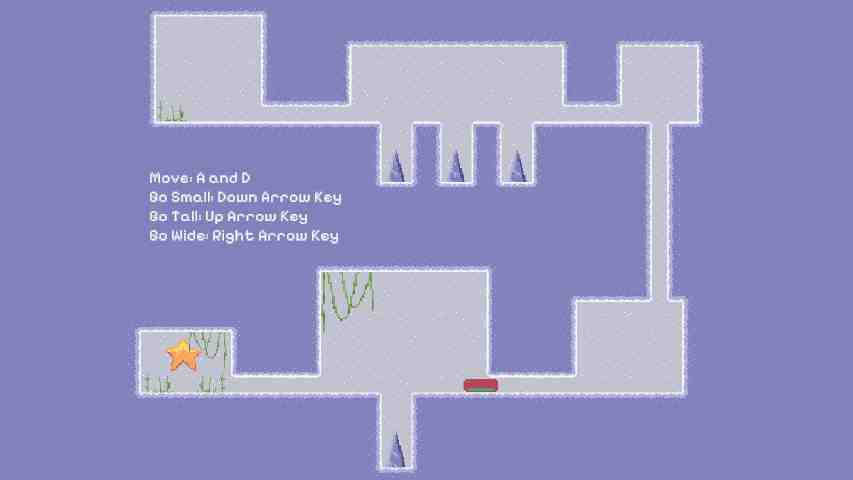 Move: A and D
Go Small: Down Arrow Key
Go Tall: Up Arrow Key
Go Wide: Right Arrow Key